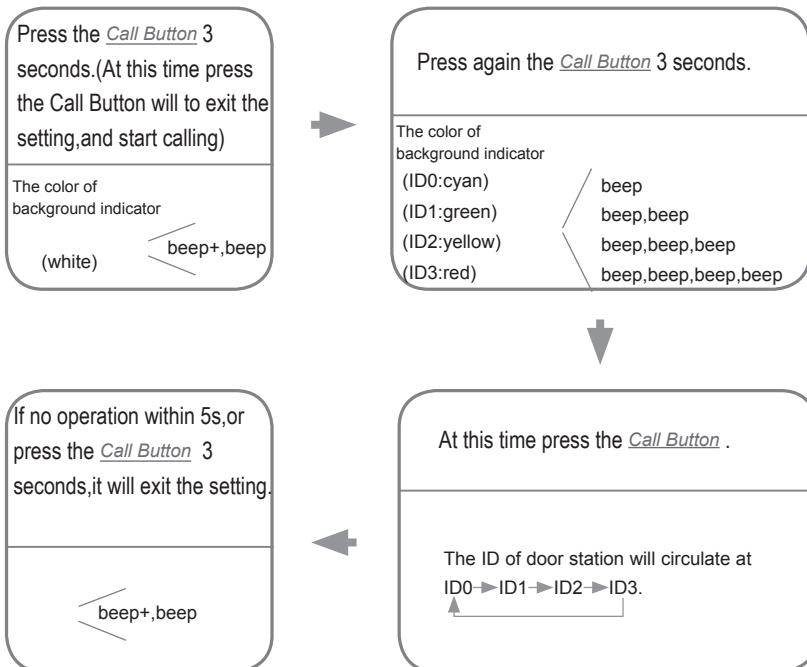 Press the Call Button 3
seconds.(At this time press
the Call Button will to exit the
setting,and start calling)
The color of
background indicator
(white)
beep+,beep
Press again the Call Button 3 seconds.
The color of
background indicator
(ID0:cyan)
beep
(ID1:green)
beep,beep
(ID2:yellow)
beep,beep,beep
(ID3:red)
beep,beep,beep,beep
At this time press the Call Button .
The ID of door station will circulate at
ID0 ID1 ID2 ID3.
If no operation within 5s,or
press the Call Button 3
seconds,it will exit the setting.
beep+,beep